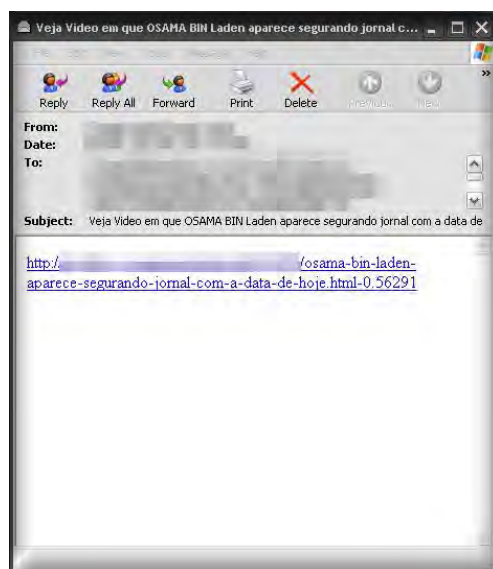 Veja Video em que OSAMA BIN Laden aparece segurando jornal c...
Reply Reply All Forward Print Delete
From:
Date:
To:
Subject: Veja Video em que OSAMA BIN Laden aparece segurando jornal com a data de
http:/ /osama-bin-laden-
aparece-segurando-jornal-com-a-data-de-hoje.html-0.56291